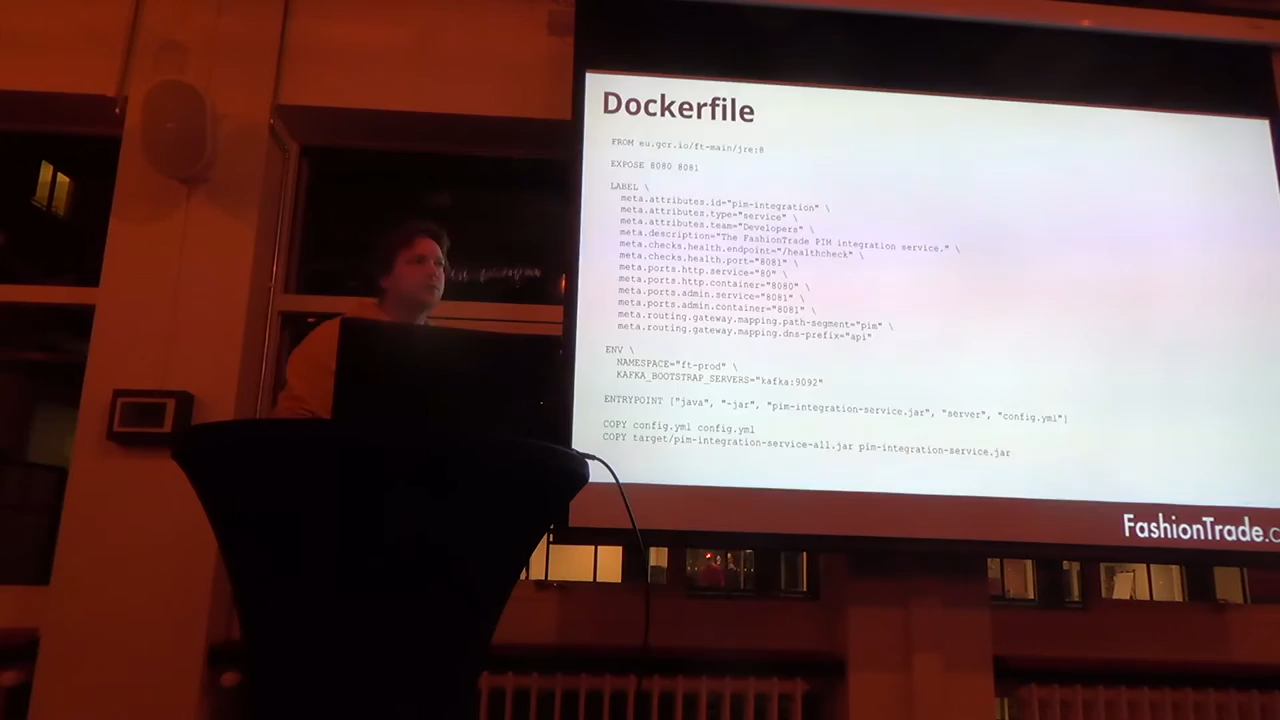 Dockerfile
FROM eu.gcr.io/ft-main/jre:8
EXPOSE 8080 8081
LABEL \
meta.attributes.id="pim-integration" \
meta.attributes.type="service" \
meta.attributes.team="Developers" \
meta.description="The FashionTrade PIM integration service." \
meta.checks.health.endpoint="/healthcheck" \
meta.checks.health.port="8081" \
meta.ports.http.service="80" \
meta.ports.http.container="8080" \
meta.ports.admin.service="8081" \
meta.ports.admin.container="8081" \
meta.routing.gateway.mapping.path-segment="pim" \
meta.routing.gateway.mapping.dns-prefix="api"
ENV \
NAMESPACE="ft-prod" \
KAFKA_BOOTSTRAP_SERVERS="kafka:9092"
ENTRYPOINT ["java", "-jar", "pim-integration-service.jar", "server", "config.yml"]
COPY config.yml config.yml
COPY target/pim-integration-service-all.jar pim-integration-service.jar
FashionTrade.c